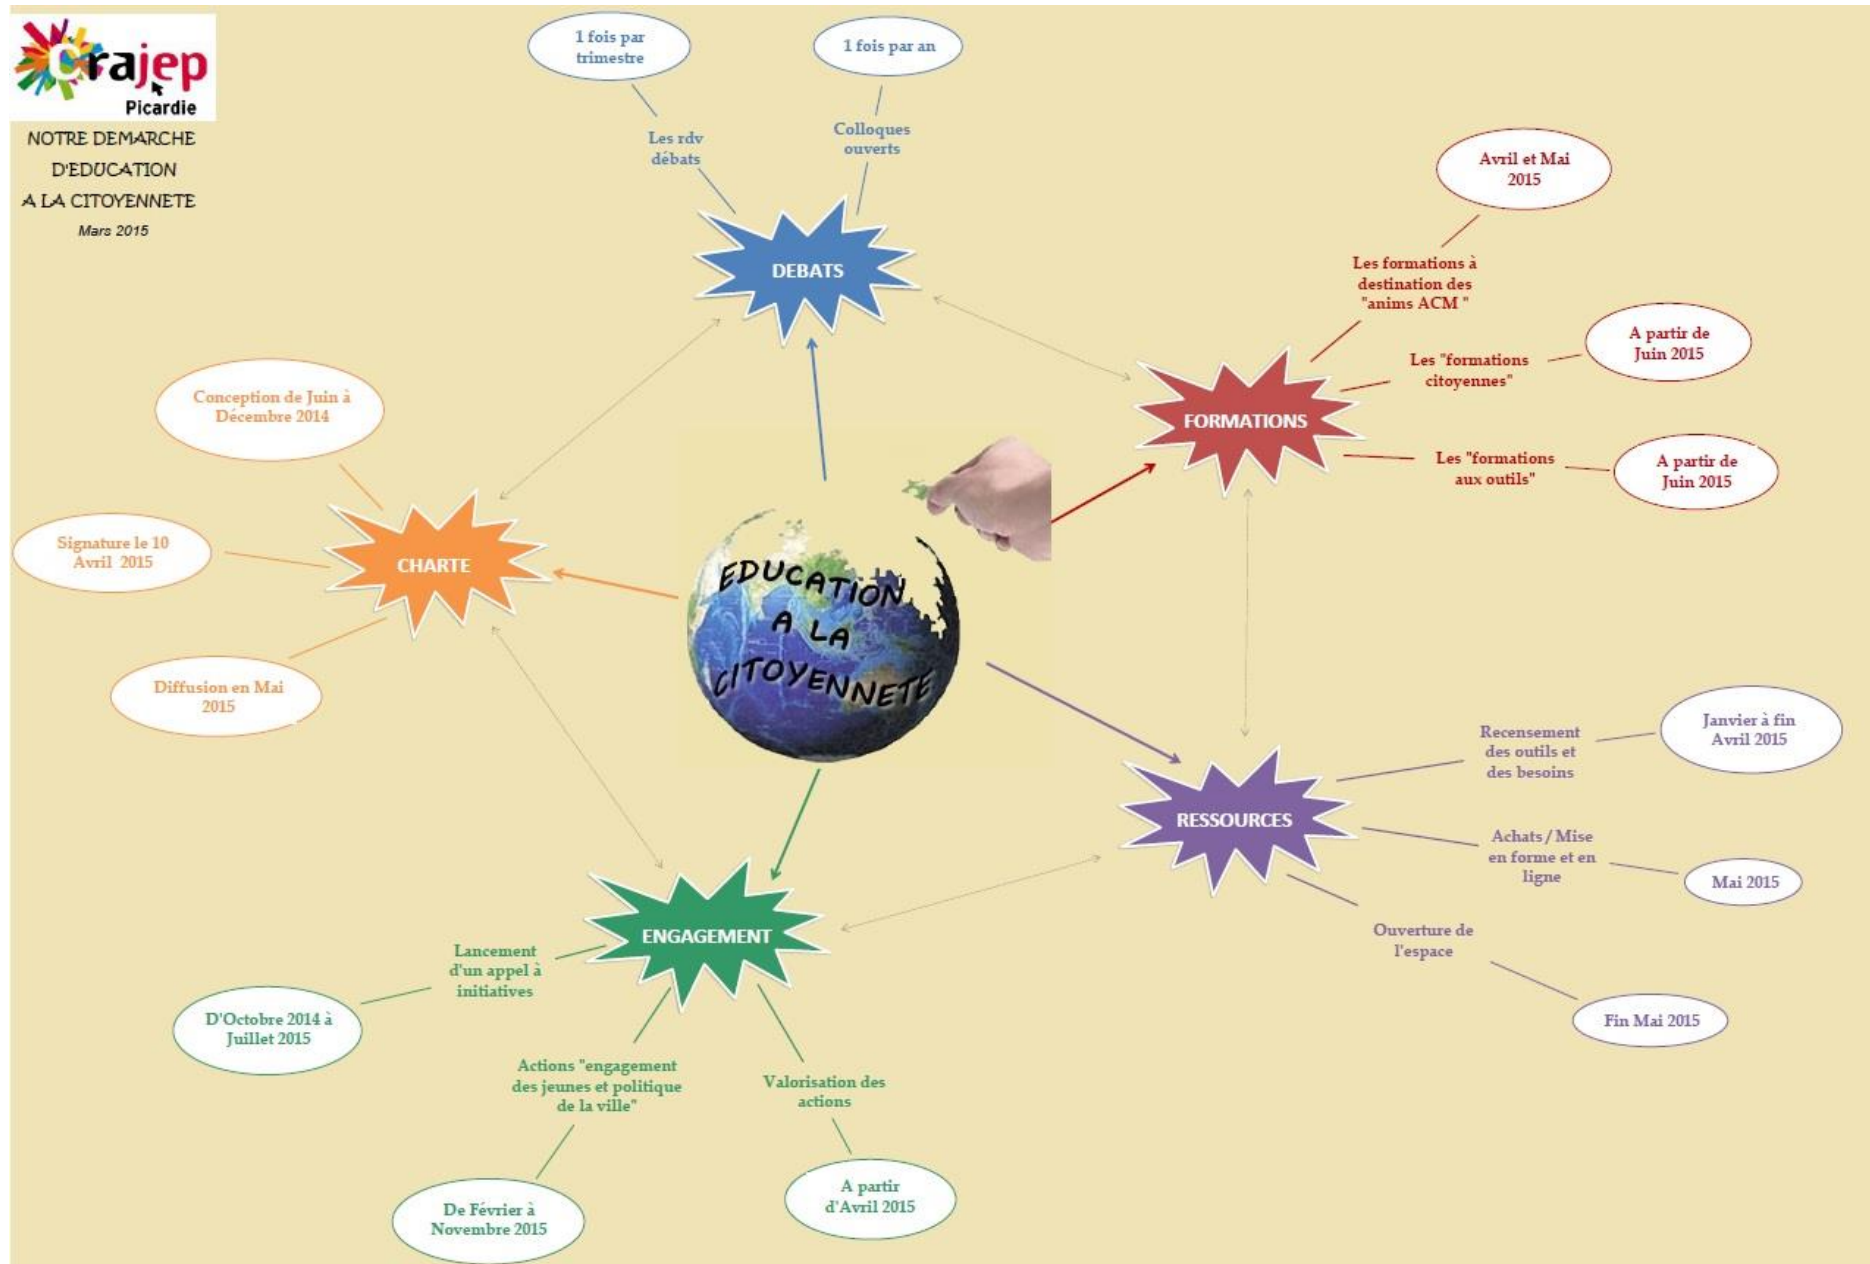 crajep
Picardie
NOTRE DEMARCHE
D'EDUCATION
A LA CITOYENNETE
Mars 2015
1 fois par
trimestre
1 fois par an
Les rdv
débats
Colloques
ouverts
DEBATS
Avril et Mai
2015
Les formations à
destination des
"anims ACM "
A partir de
Juin 2015
Les "formations
citoyennes"
FORMATIONS
Les "formations
aux outils"
A partir de
Juin 2015
Conception de Juin à
Décembre 2014
Signature le 10
Avril 2015
CHARTE
Diffusion en Mai
2015
EDUCATION
A LA
CITOYENNETE
Janvier à fin
Avril 2015
Recensement
des outils et
des besoins
RESSOURCES
Achats / Mise
en forme et en
ligne
Mai 2015
Ouverture de
l'espace
Fin Mai 2015
ENGAGEMENT
Lancement
d'un appel à
initiatives
D'Octobre 2014 à
Juillet 2015
Actions "engagement
des jeunes et politique
de la ville"
De Février à
Novembre 2015
Valorisation des
actions
A partir
d'Avril 2015